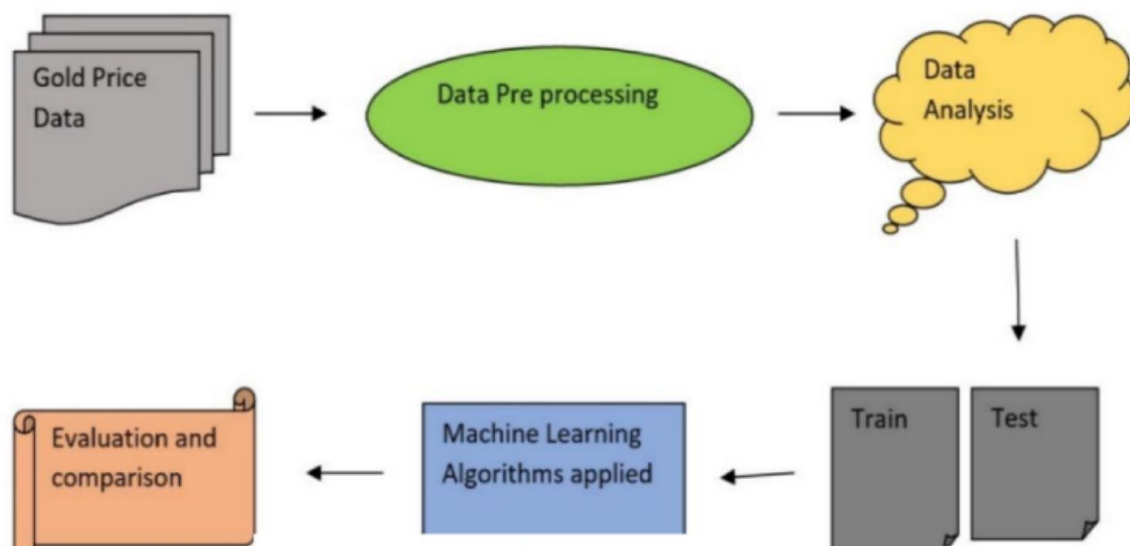 Gold Price
Data
Data Pre processing
Data
Analysis
Train
Test
Machine Learning
Algorithms applied
Evaluation and
comparison